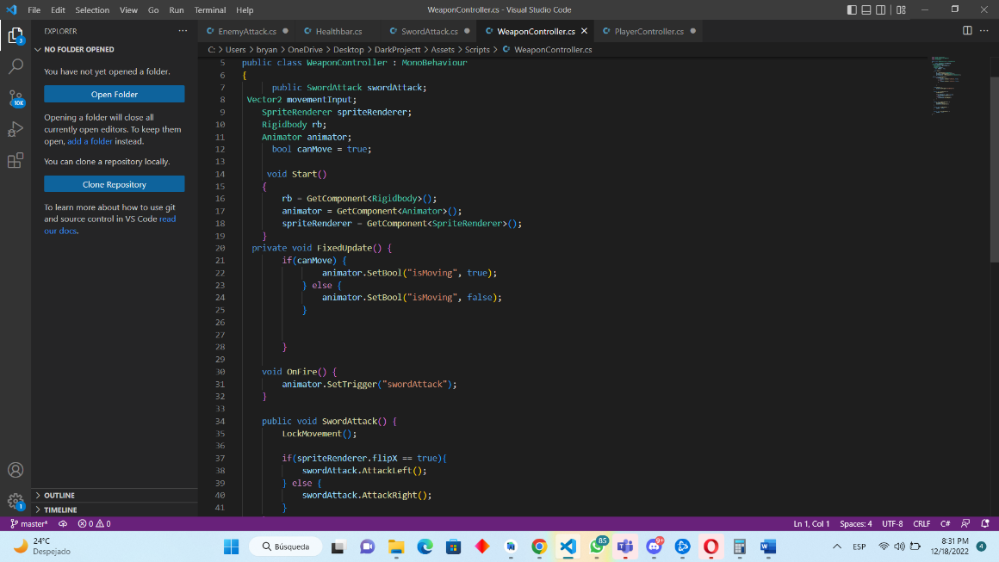 File Edit Selection View Go Run Terminal Help
WeaponController.cs - Visual Studio Code
EXPLORER
EnemyAttack.cs
Healthbar.cs
SwordAttack.cs
WeaponController.cs
PlayerController.cs
C: > Users > bryan > OneDrive > Desktop > DarkProjectt > Assets > Scripts > WeaponController.cs
NO FOLDER OPENED
You have not yet opened a folder.
Open Folder
Opening a folder will close all
currently open editors. To keep them
open, add a folder instead.
You can clone a repository locally.
Clone Repository
To learn more about how to use git
and source control in VS Code read
our docs.
OUTLINE
TIMELINE
3
10K
1
5 public class WeaponController : MonoBehaviour
6 {
7 public SwordAttack swordAttack;
8 Vector2 movementInput;
9 SpriteRenderer spriteRenderer;
10 Rigidbody rb;
11 Animator animator;
12 bool canMove = true;
13
14 void Start()
15 {
16 rb = GetComponent<Rigidbody>();
17 animator = GetComponent<Animator>();
18 spriteRenderer = GetComponent<SpriteRenderer>();
19 }
20 private void FixedUpdate() {
21 if(canMove) {
22 animator.SetBool("isMoving", true);
23 } else {
24 animator.SetBool("isMoving", false);
25 }
26
27
28 }
29
30 void OnFire() {
31 animator.SetTrigger("swordAttack");
32 }
33
34 public void SwordAttack() {
35 LockMovement();
36
37 if(spriteRenderer.flipX == true){
38 swordAttack.AttackLeft();
39 } else {
40 swordAttack.AttackRight();
41 }
master* 0 0
Ln 1, Col 1 Spaces: 4 UTF-8 CRLF C#
24°C
Despejado
Búsqueda
85
9+
ESP
8:31 PM
12/18/2022
4